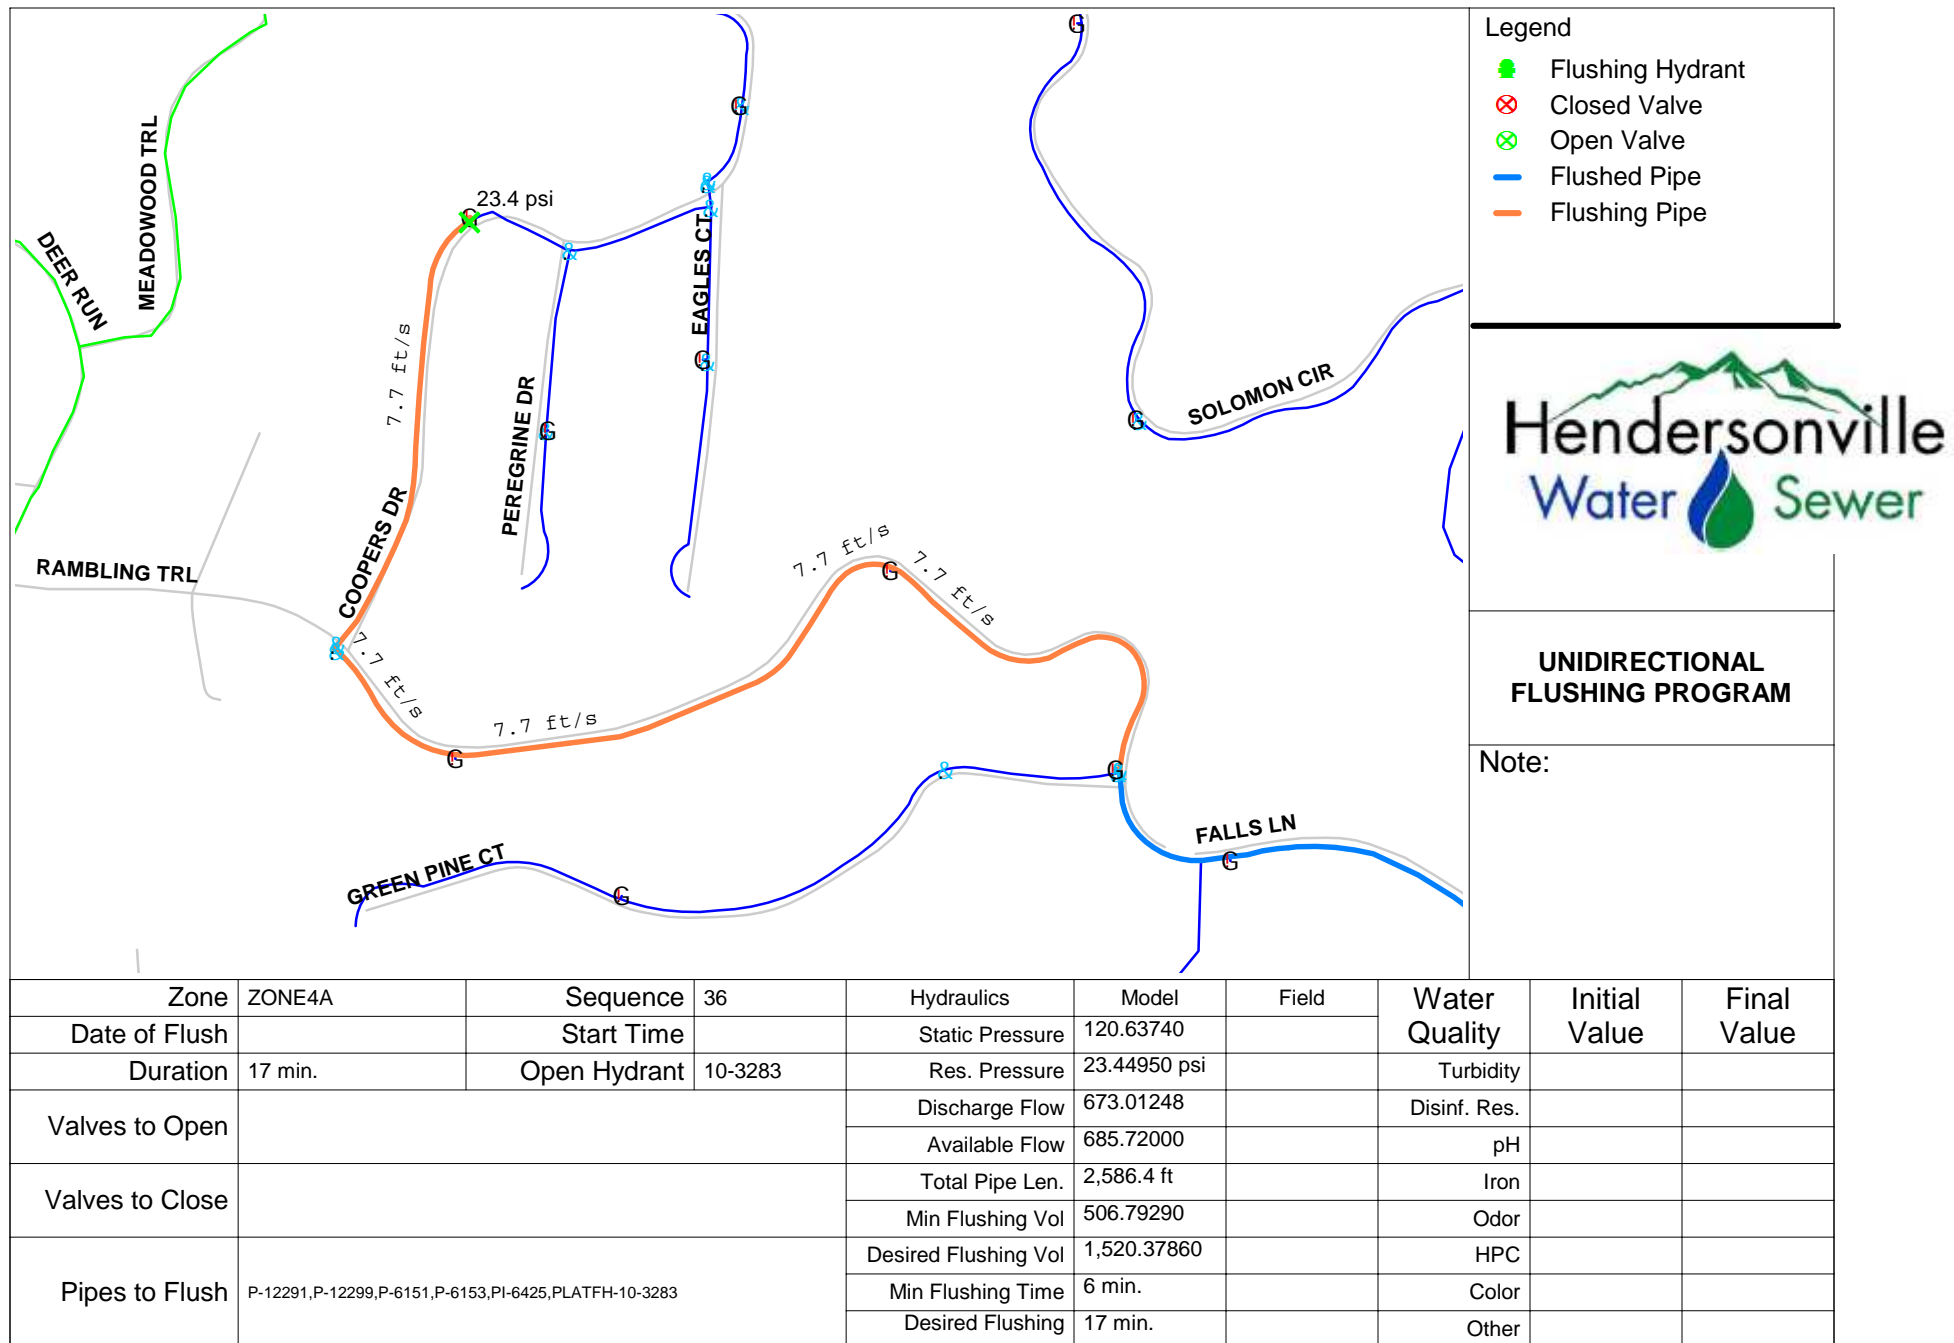 Legend
Flushing Hydrant
Closed Valve
Open Valve
Flushed Pipe
Flushing Pipe
Hendersonville
Water Sewer
UNIDIRECTIONAL
FLUSHING PROGRAM
Note:
MEADOWOOD TRL
DEER RUN
23.4 psi
EAGLES CT
7.7 ft/s
PEREGRINE DR
SOLOMON CIR
COOPERS DR
RAMBLING TRL
7.7 ft/s
7.7 ft/s
7.7 ft/s
7.7 ft/s
FALLS LN
GREEN PINE CT
G
G
G
G
G
G
G
G
G
G
G
&
&
&
&
&
&
Zone ZONE4A Sequence 36 Hydraulics Model Field Water Quality Initial Value Final Value
Date of Flush Start Time Static Pressure 120.63740
Duration 17 min. Open Hydrant 10-3283 Res. Pressure 23.44950 psi Turbidity
Valves to Open Discharge Flow 673.01248 Disinf. Res.
Available Flow 685.72000 pH
Valves to Close Total Pipe Len. 2,586.4 ft Iron
Min Flushing Vol 506.79290 Odor
Pipes to Flush P-12291,P-12299,P-6151,P-6153,PI-6425,PLATFH-10-3283 Desired Flushing Vol 1,520.37860 HPC
Min Flushing Time 6 min. Color
Desired Flushing 17 min. Other